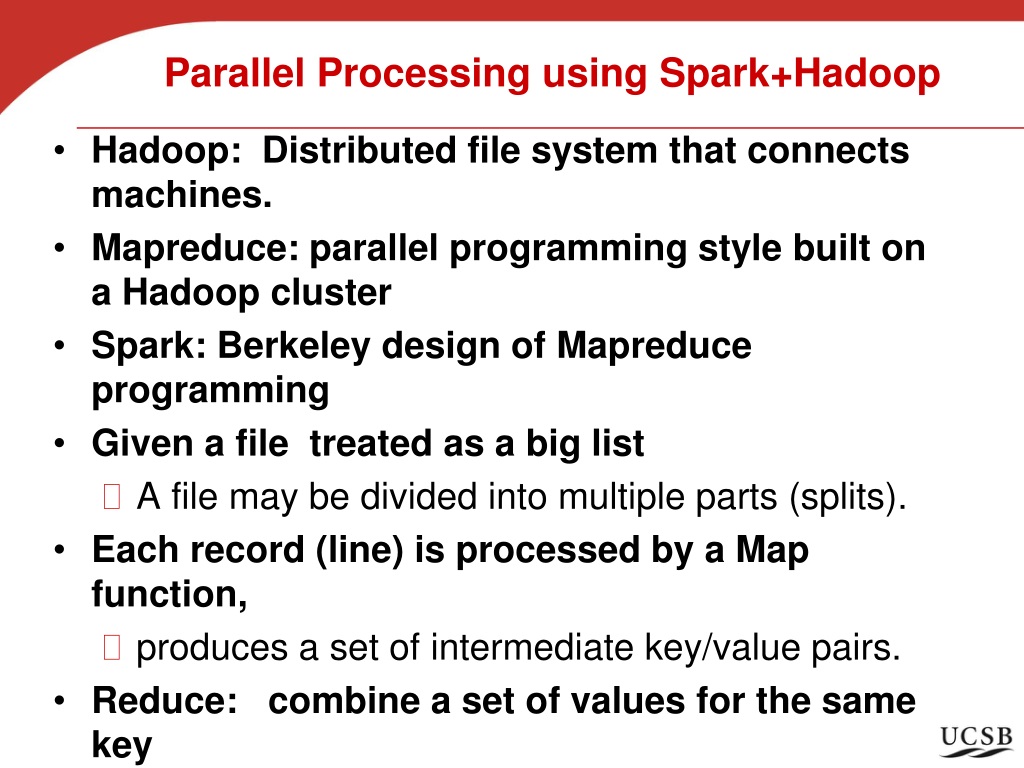 Parallel Processing using Spark+Hadoop
• Hadoop:  Distributed file system that connects
machines.
• Mapreduce: parallel programming style built on
a Hadoop cluster
• Spark: Berkeley design of Mapreduce
programming
• Given a file  treated as a big list
A file may be divided into multiple parts (splits).
• Each record (line) is processed by a Map
function,
produces a set of intermediate key/value pairs.
• Reduce:   combine a set of values for the same
key
UCSB